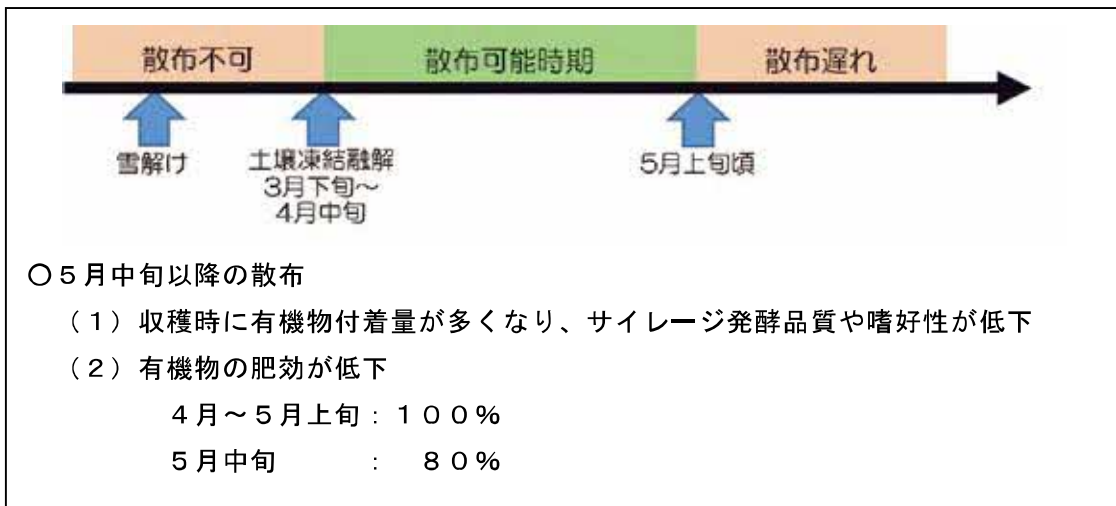 散布不可
散布可能時期
散布遅れ
雪解け
土壌凍結融解
3月下旬～
4月中旬
5月上旬頃
〇５月中旬以降の散布
（１）収穫時に有機物付着量が多くなり、サイレージ発酵品質や嗜好性が低下
（２）有機物の肥効が低下
４月～５月上旬：１００％
５月中旬　　：　８０％